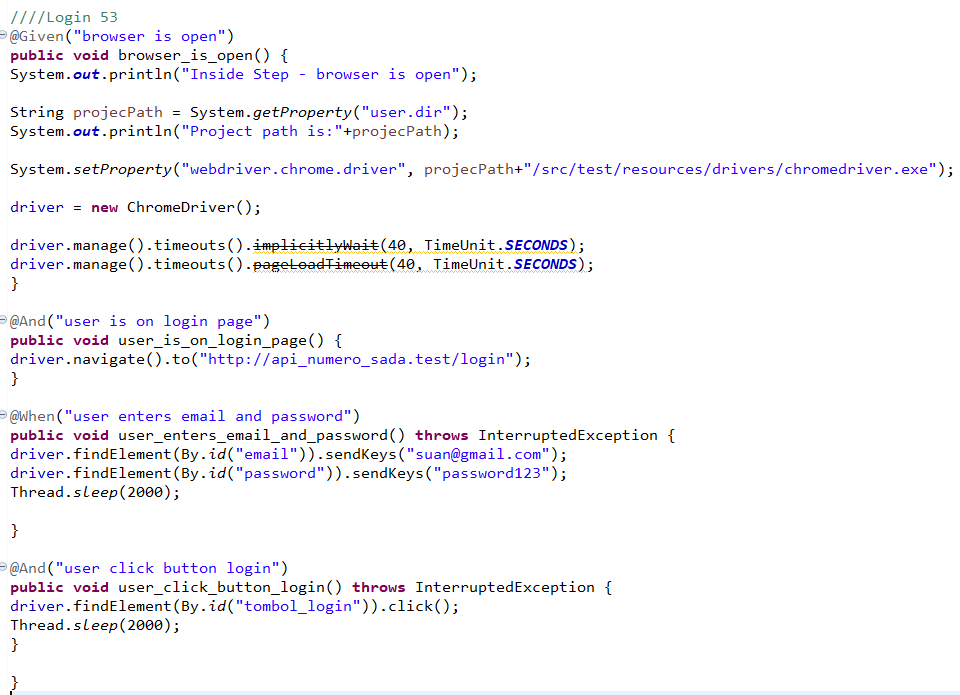 ////Login 53
@Given("browser is open")
public void browser_is_open() {
System.out.println("Inside Step - browser is open");
String projecPath = System.getProperty("user.dir");
System.out.println("Project path is:"+projecPath);
System.setProperty("webdriver.chrome.driver", projecPath+"/src/test/resources/drivers/chromedriver.exe");
driver = new ChromeDriver();
driver.manage().timeouts().implicitlyWait(40, TimeUnit.SECONDS);
driver.manage().timeouts().pageLoadTimeout(40, TimeUnit.SECONDS);
}
@And("user is on login page")
public void user_is_on_login_page() {
driver.navigate().to("http://api_numero_sada.test/login");
}
@When("user enters email and password")
public void user_enters_email_and_password() throws InterruptedException {
driver.findElement(By.id("email")).sendKeys("suan@gmail.com");
driver.findElement(By.id("password")).sendKeys("password123");
Thread.sleep(2000);
}
@And("user click button login")
public void user_click_button_login() throws InterruptedException {
driver.findElement(By.id("tombol_login")).click();
Thread.sleep(2000);
}
}